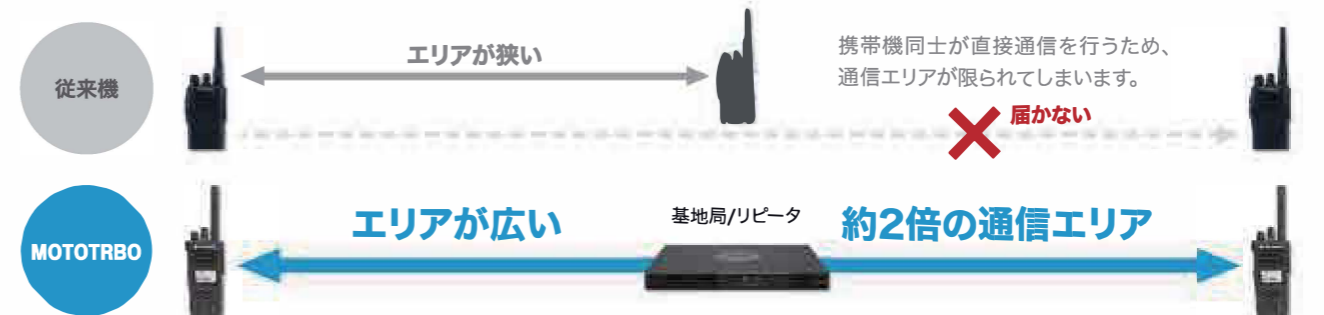 従来機
エリアが狭い
携帯機同士が直接通信を行うため、
通信エリアが限られてしまいます。
届かない
MOTOTRBO
エリアが広い
基地局/リピータ
約2倍の通信エリア